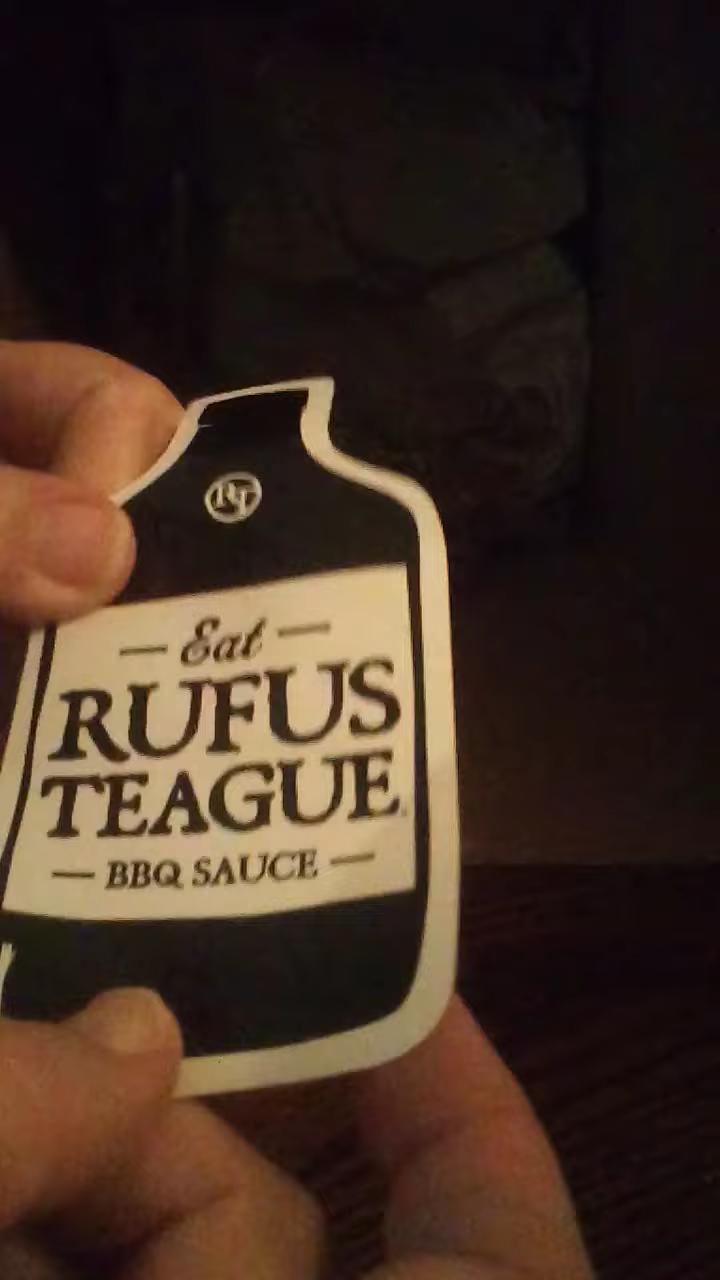 RT
— Eat —
RUFUS
TEAGUE
— BBQ SAUCE —